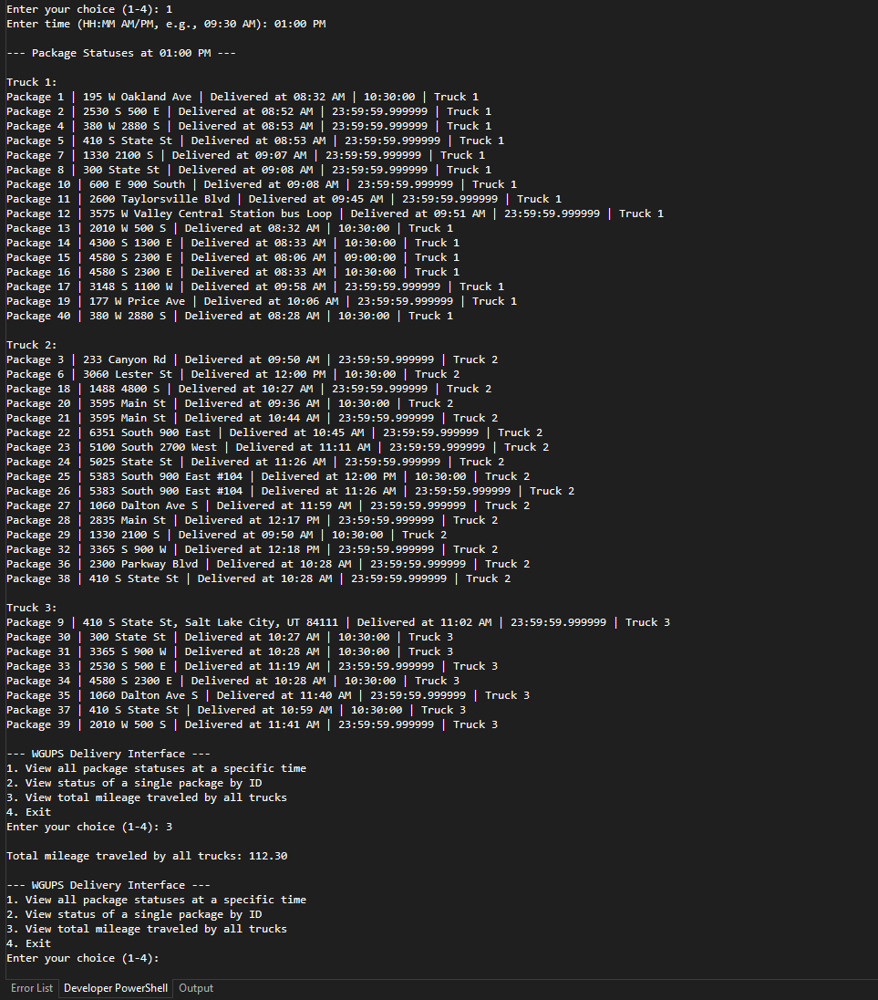 Enter your choice (1-4): 1
Enter time (HH:MM AM/PM, e.g., 09:30 AM): 01:00 PM
--- Package Statuses at 01:00 PM ---
Truck 1:
Package 1 | 195 W Oakland Ave | Delivered at 08:32 AM | 10:30:00 | Truck 1
Package 2 | 2530 S 500 E | Delivered at 08:52 AM | 23:59:59.999999 | Truck 1
Package 4 | 380 W 2880 S | Delivered at 08:53 AM | 23:59:59.999999 | Truck 1
Package 5 | 410 S State St | Delivered at 08:53 AM | 23:59:59.999999 | Truck 1
Package 7 | 1330 2100 S | Delivered at 09:07 AM | 23:59:59.999999 | Truck 1
Package 8 | 300 State St | Delivered at 09:08 AM | 23:59:59.999999 | Truck 1
Package 10 | 600 E 900 South | Delivered at 09:08 AM | 23:59:59.999999 | Truck 1
Package 11 | 2600 Taylorsville Blvd | Delivered at 09:45 AM | 23:59:59.999999 | Truck 1
Package 12 | 3575 W Valley Central Station bus Loop | Delivered at 09:51 AM | 23:59:59.999999 | Truck 1
Package 13 | 2010 W 500 S | Delivered at 08:32 AM | 10:30:00 | Truck 1
Package 14 | 4300 S 1300 E | Delivered at 08:33 AM | 10:30:00 | Truck 1
Package 15 | 4580 S 2300 E | Delivered at 08:06 AM | 09:00:00 | Truck 1
Package 16 | 4580 S 2300 E | Delivered at 08:33 AM | 10:30:00 | Truck 1
Package 17 | 3148 S 1100 W | Delivered at 09:58 AM | 23:59:59.999999 | Truck 1
Package 19 | 177 W Price Ave | Delivered at 10:06 AM | 23:59:59.999999 | Truck 1
Package 40 | 380 W 2880 S | Delivered at 08:28 AM | 10:30:00 | Truck 1
Truck 2:
Package 3 | 233 Canyon Rd | Delivered at 09:50 AM | 23:59:59.999999 | Truck 2
Package 6 | 3060 Lester St | Delivered at 12:00 PM | 10:30:00 | Truck 2
Package 18 | 1488 4800 S | Delivered at 10:27 AM | 23:59:59.999999 | Truck 2
Package 20 | 3595 Main St | Delivered at 09:36 AM | 10:30:00 | Truck 2
Package 21 | 3595 Main St | Delivered at 10:44 AM | 23:59:59.999999 | Truck 2
Package 22 | 6351 South 900 East | Delivered at 10:45 AM | 23:59:59.999999 | Truck 2
Package 23 | 5100 South 2700 West | Delivered at 11:11 AM | 23:59:59.999999 | Truck 2
Package 24 | 5025 State St | Delivered at 11:26 AM | 23:59:59.999999 | Truck 2
Package 25 | 5383 South 900 East #104 | Delivered at 12:00 PM | 10:30:00 | Truck 2
Package 26 | 5383 South 900 East #104 | Delivered at 11:26 AM | 23:59:59.999999 | Truck 2
Package 27 | 1060 Dalton Ave S | Delivered at 11:59 AM | 23:59:59.999999 | Truck 2
Package 28 | 2835 Main St | Delivered at 12:17 PM | 23:59:59.999999 | Truck 2
Package 29 | 1330 2100 S | Delivered at 09:50 AM | 10:30:00 | Truck 2
Package 32 | 3365 S 900 W | Delivered at 12:18 PM | 23:59:59.999999 | Truck 2
Package 36 | 2300 Parkway Blvd | Delivered at 10:28 AM | 23:59:59.999999 | Truck 2
Package 38 | 410 S State St | Delivered at 10:28 AM | 23:59:59.999999 | Truck 2
Truck 3:
Package 9 | 410 S State St, Salt Lake City, UT 84111 | Delivered at 11:02 AM | 23:59:59.999999 | Truck 3
Package 30 | 300 State St | Delivered at 10:27 AM | 10:30:00 | Truck 3
Package 31 | 3365 S 900 W | Delivered at 10:28 AM | 10:30:00 | Truck 3
Package 33 | 2530 S 500 E | Delivered at 11:19 AM | 23:59:59.999999 | Truck 3
Package 34 | 4580 S 2300 E | Delivered at 10:28 AM | 10:30:00 | Truck 3
Package 35 | 1060 Dalton Ave S | Delivered at 11:40 AM | 23:59:59.999999 | Truck 3
Package 37 | 410 S State St | Delivered at 10:59 AM | 10:30:00 | Truck 3
Package 39 | 2010 W 500 S | Delivered at 11:41 AM | 23:59:59.999999 | Truck 3
--- WGUPS Delivery Interface ---
1. View all package statuses at a specific time
2. View status of a single package by ID
3. View total mileage traveled by all trucks
4. Exit
Enter your choice (1-4): 3
Total mileage traveled by all trucks: 112.30
--- WGUPS Delivery Interface ---
1. View all package statuses at a specific time
2. View status of a single package by ID
3. View total mileage traveled by all trucks
4. Exit
Enter your choice (1-4):
Error List Developer PowerShell Output